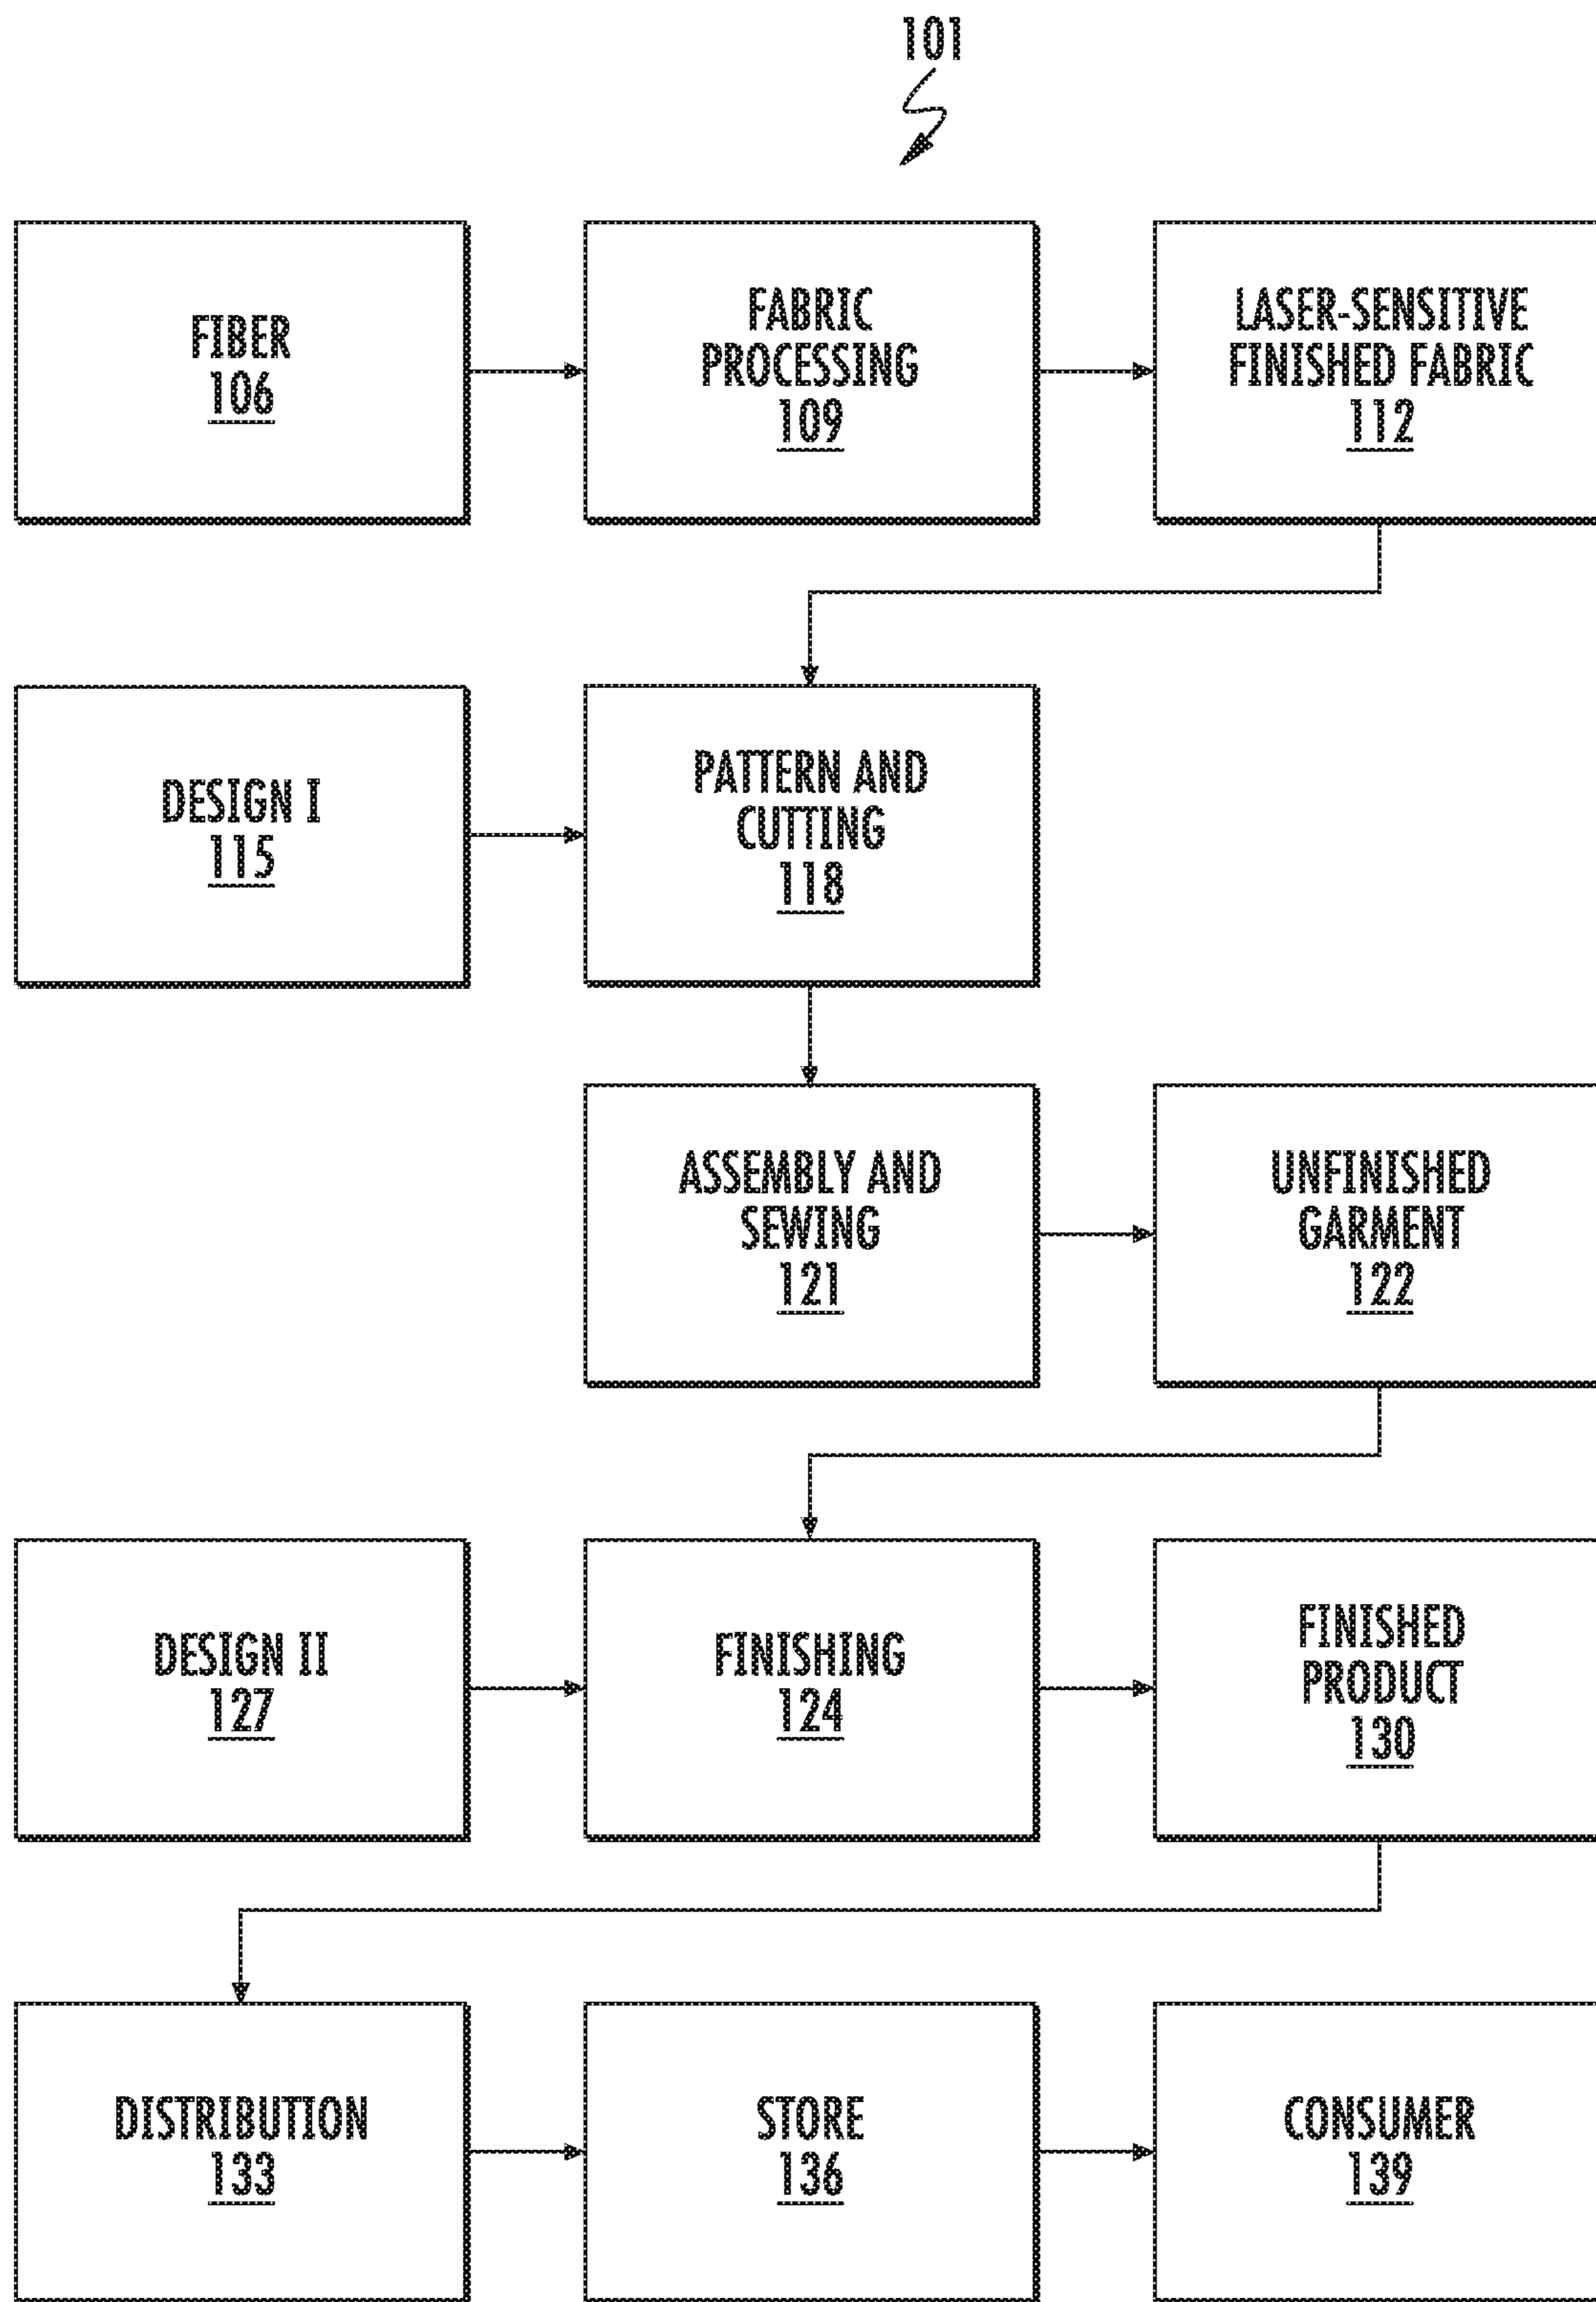 101
FIBER
106
FABRIC
PROCESSING
109
LASER-SENSITIVE
FINISHED FABRIC
112
DESIGN I
115
PATTERN AND
CUTTING
118
ASSEMBLY AND
SEWING
121
UNFINISHED
GARMENT
122
DESIGN II
127
FINISHING
124
FINISHED
PRODUCT
130
DISTRIBUTION
133
STORE
136
CONSUMER
139